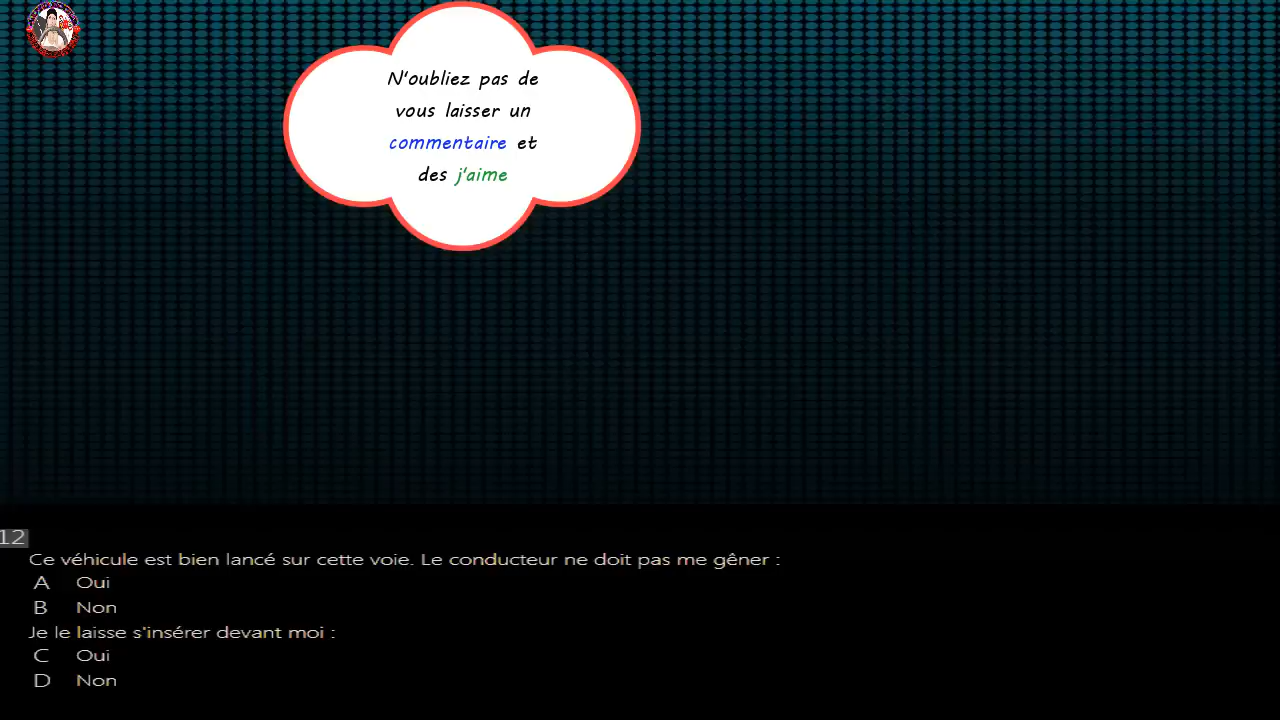 N'oubliez pas de
vous laisser un
commentaire et
des j'aime
12
Ce véhicule est bien lancé sur cette voie. Le conducteur ne doit pas me gêner :
A Oui
B Non
Je le laisse s'insérer devant moi :
C Oui
D Non